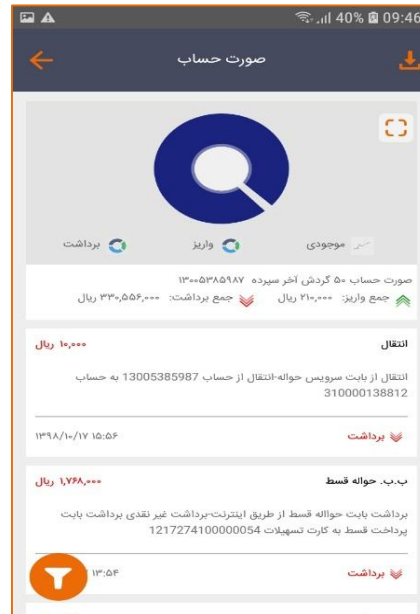 40% 09:46
صورت حساب
موجودی واریز برداشت
صورت حساب ۵۰ گردش آخر سپرده ۱۳۰۰۵۳۸۵۹۸۷
جمع واریز: ۲۱۰,۰۰۰ ریال جمع برداشت: ۳۳۰,۵۵۶,۰۰۰ ریال
انتقال ۱۰,۰۰۰ ریال
انتقال از بابت سرویس حواله-انتقال از حساب 13005385987 به حساب
310000138812
برداشت ۱۳۹۸/۱۰/۱۷ ۱۵:۵۶
ب.ب. حواله قسط ۱,۷۶۸,۰۰۰ ریال
برداشت بابت حوااله قسط از طریق اینترنت-برداشت غیر نقدی برداشت بابت
پرداخت قسط به کارت تسهیلات 1217274100000054
برداشت ۱۳:۵۴